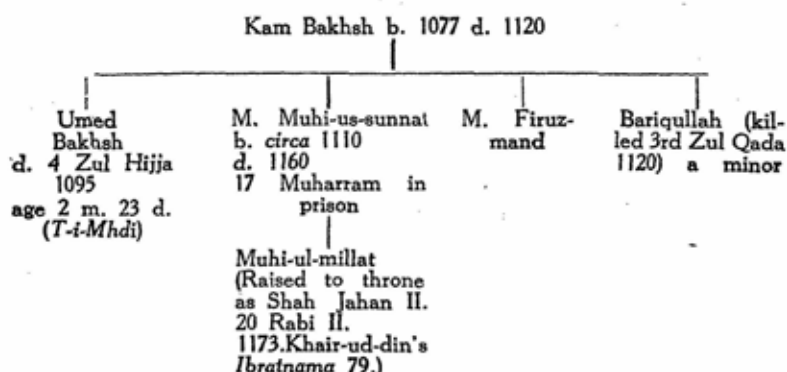 Kam Bakhsh b. 1077 d. 1120
Umed
Bakhsh
d. 4 Zul Hijja
1095
age 2 m. 23 d.
(T-i-Mhdi)
M. Muhi-us-sunnat
b. circa 1110
d. 1160
17 Muharram in
prison
Muhi-ul-millat
(Raised to throne
as Shah Jahan II.
20 Rabi II.
1173.Khair-ud-din's
Ibratnama 79.)
M. Firuz-
mand
Bariqullah (kil-
led 3rd Zul Qada
1120) a minor